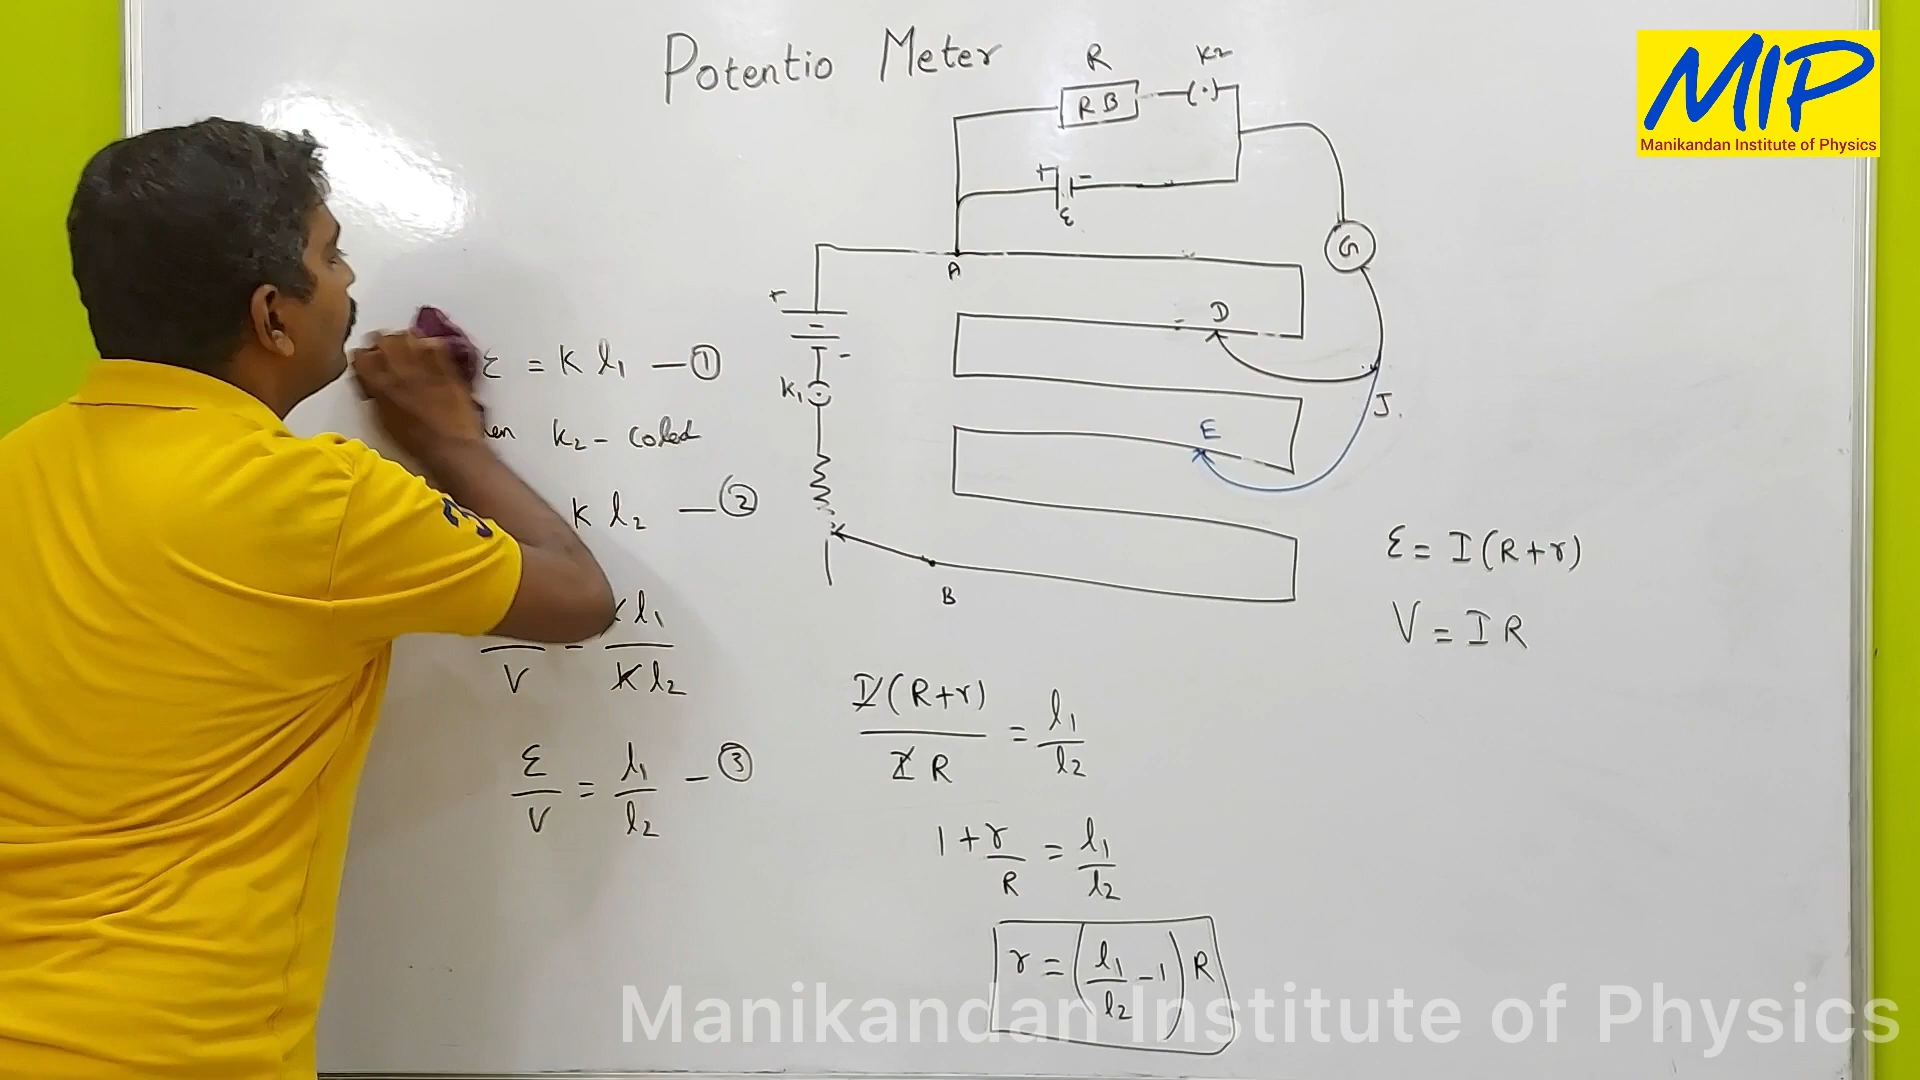 Potentio Meter
MIP
Manikandan Institute of Physics
R
K2
RB
+ -
ε
G
A
+
-
K1
D
J.
E
B
ε = K l1 — ①
K2 - coled
K l2 — ②
K l1
V = K l2
ε/V = l1/l2 - ③
ε = I(R+r)
V = IR
I(R+r)/IR = l1/l2
1 + r/R = l1/l2
r = (l1/l2 - 1) R
Manikandan Institute of Physics